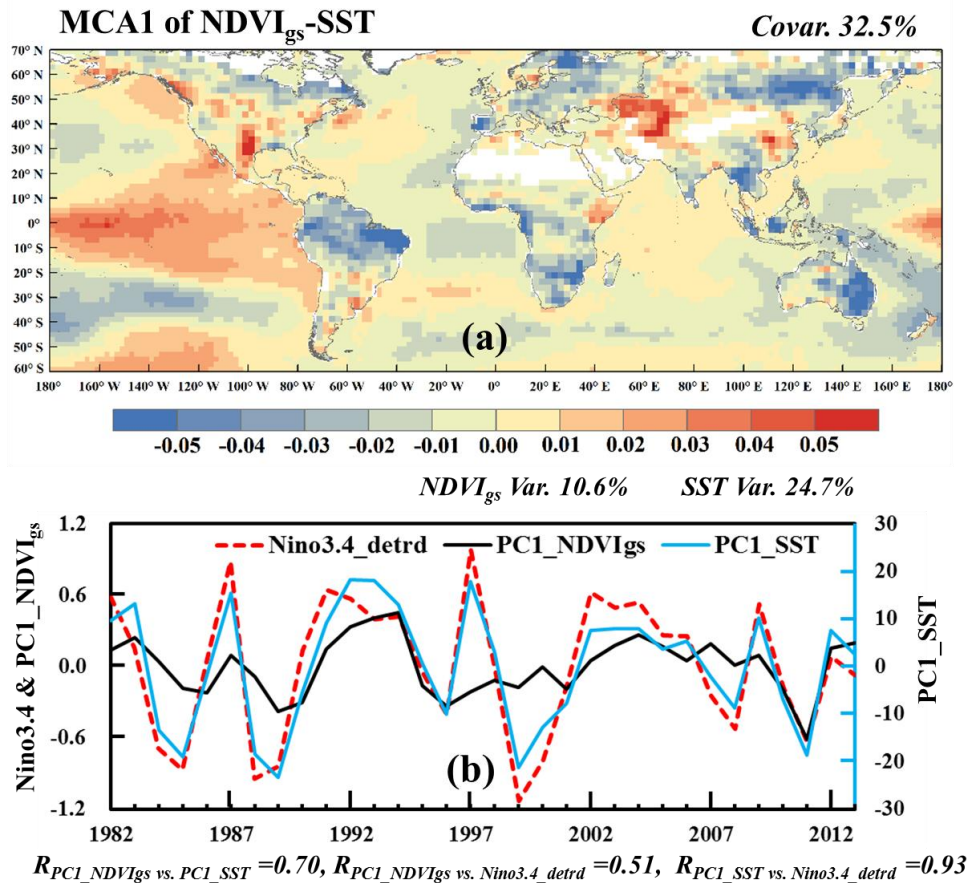 MCA1 of NDVIgs-SST
Covar. 32.5%
70° N
60° N
50° N
40° N
30° N
20° N
10° N
0°
10° S
20° S
30° S
40° S
50° S
60° S
(a)
180° 160° W 140° W 120° W 100° W 80° W 60° W 40° W 20° W 0° 20° E 40° E 60° E 80° E 100° E 120° E 140° E 160° E 180°
-0.05 -0.04 -0.03 -0.02 -0.01 0.00 0.01 0.02 0.03 0.04 0.05
NDVIgs Var. 10.6% SST Var. 24.7%
Nino3.4 & PC1_NDVIgs
1.2
0.6
0.0
-0.6
-1.2
Nino3.4_detrd PC1_NDVIgs PC1_SST
(b)
30
20
10
0
-10
-20
-30
PC1_SST
1982 1987 1992 1997 2002 2007 2012
RPC1_NDVIgs vs. PC1_SST =0.70, RPC1_NDVIgs vs. Nino3.4_detrd =0.51, RPC1_SST vs. Nino3.4_detrd =0.93